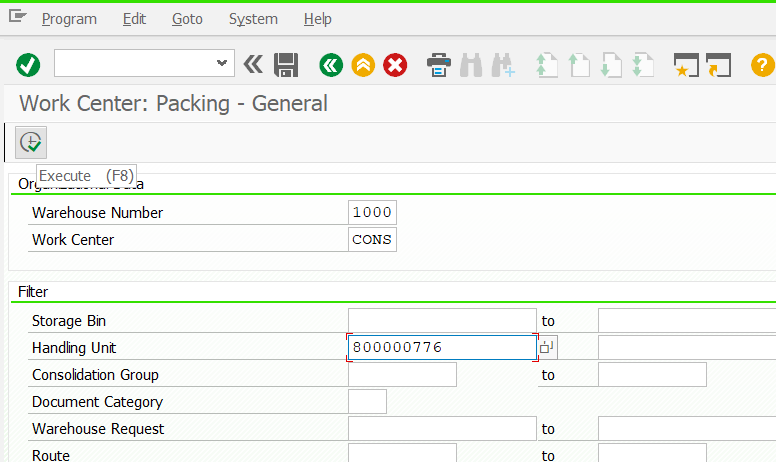 Program Edit Goto System Help
Work Center: Packing - General
Execute (F8)
Organizational Data
Warehouse Number 1000
Work Center CONS
Filter
Storage Bin to
Handling Unit 800000776
Consolidation Group to
Document Category
Warehouse Request to
Route to